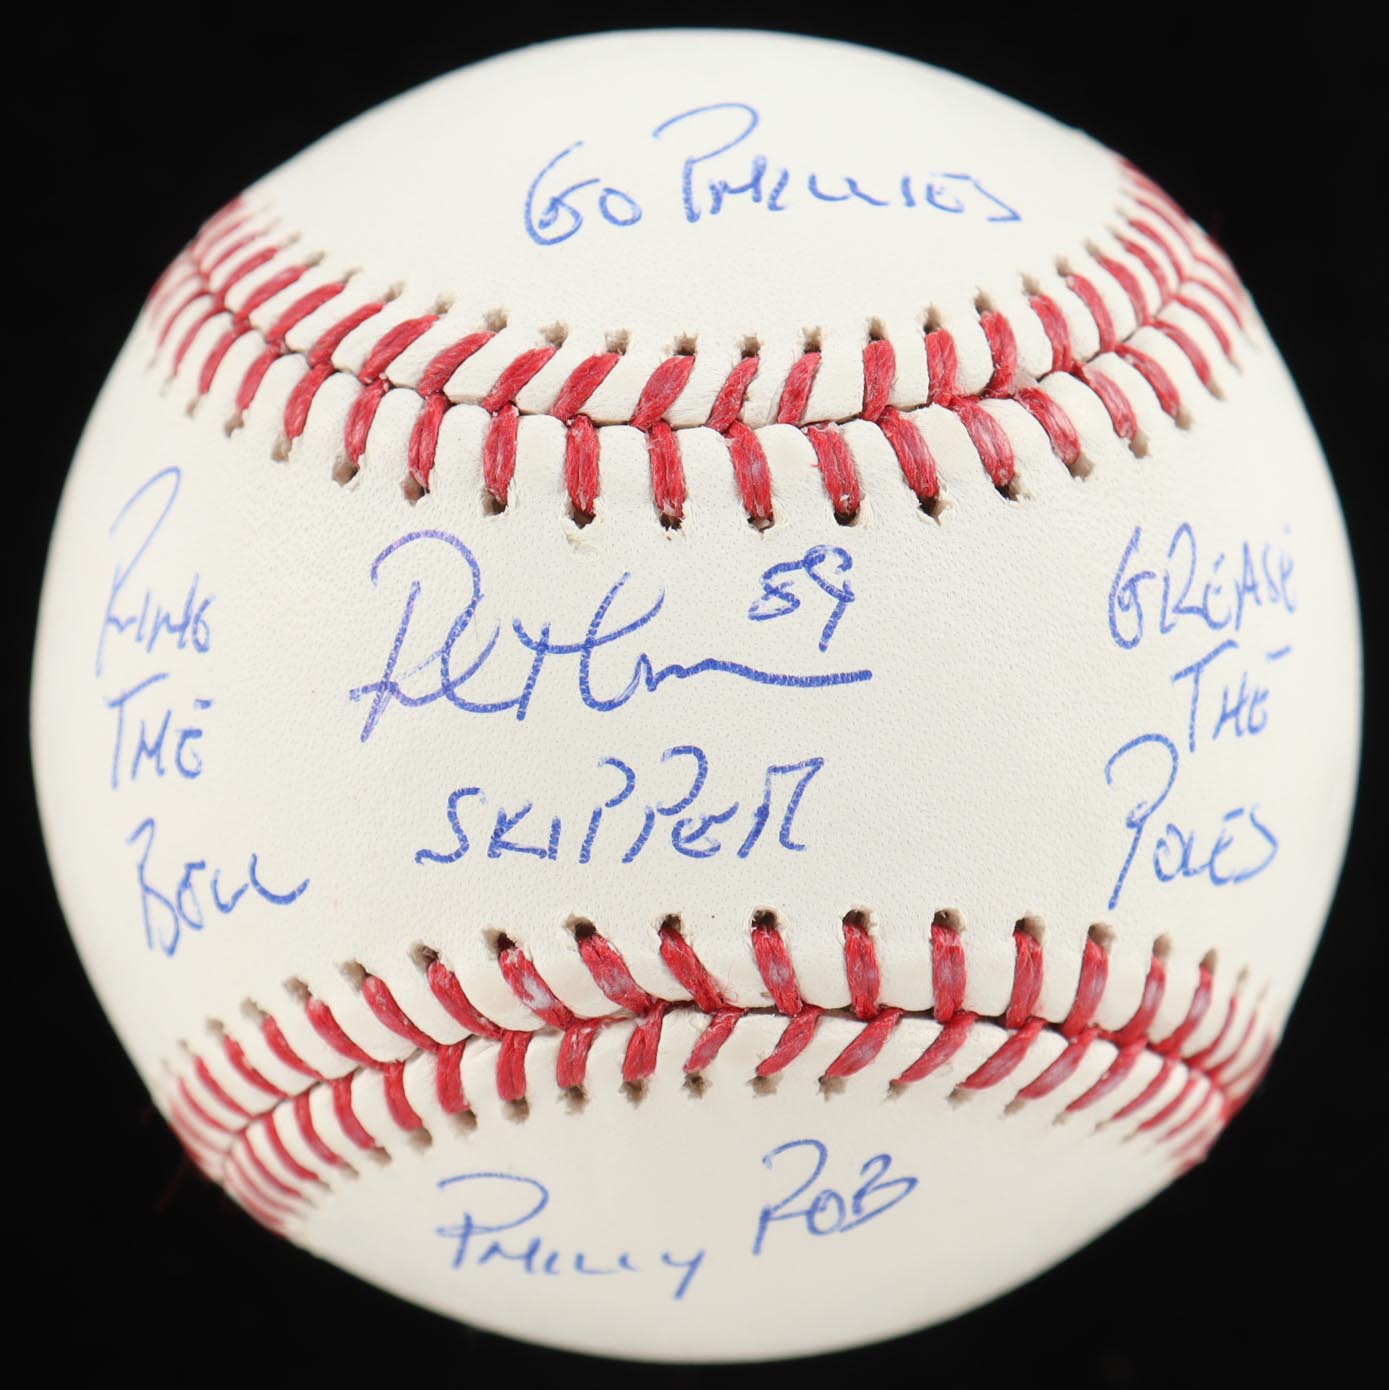 Go Phillies
Ring
The
Bell
59
Skipper
Grease
The
Poles
Philly Rob